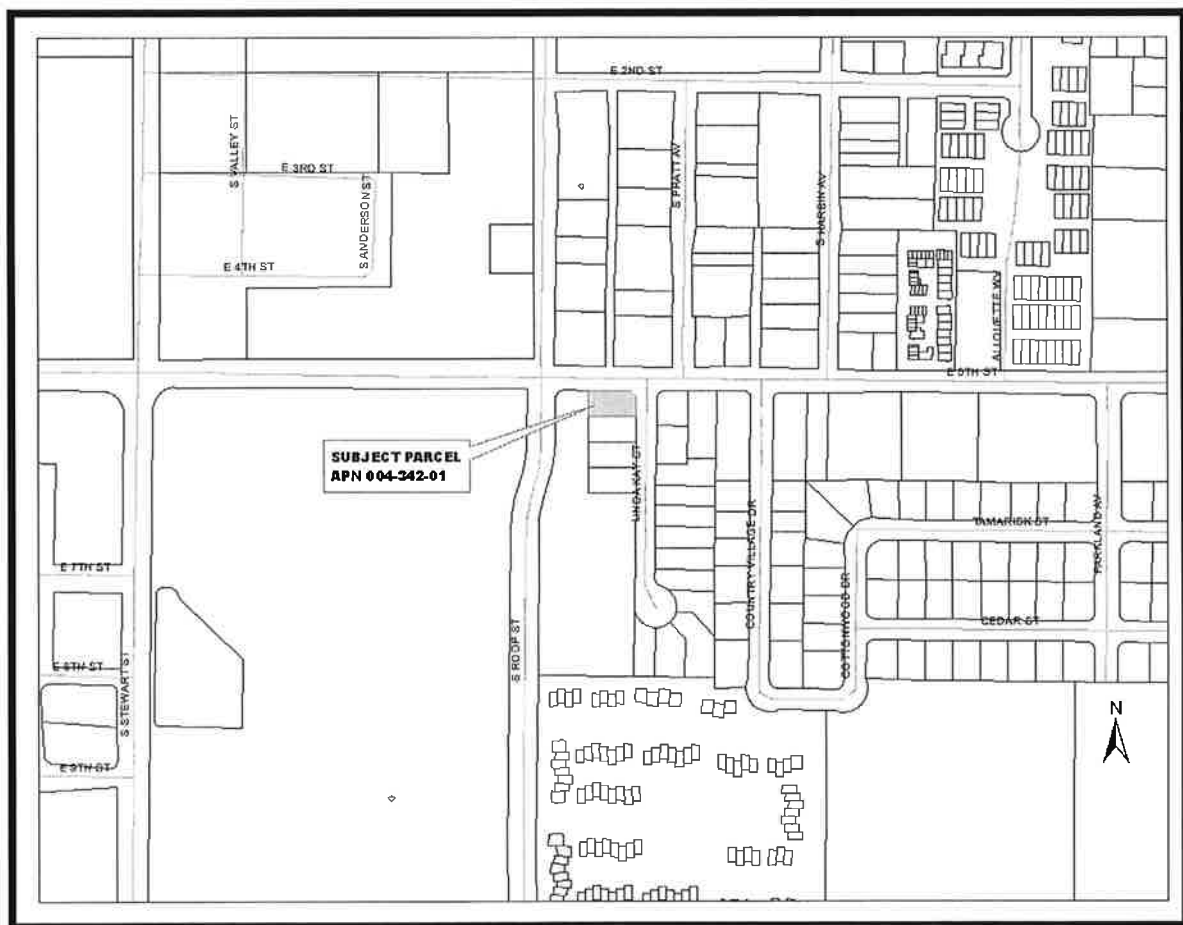 E 2ND ST
S VALLEY ST
E 3RD ST
S ANDERSON ST
S PRATT AV
S HARBIN AV
E 4TH ST
ALLOUETTE WY
E 5TH ST
SUBJECT PARCEL
APN 004-342-01
LINDA KAY CT
COUNTRY VILLAGE DR
TAMARISK ST
PARKLAND AV
COTTONWOOD DR
CEDAR ST
E 7TH ST
S ROOP ST
E 8TH ST
S STEWART ST
E 9TH ST
N